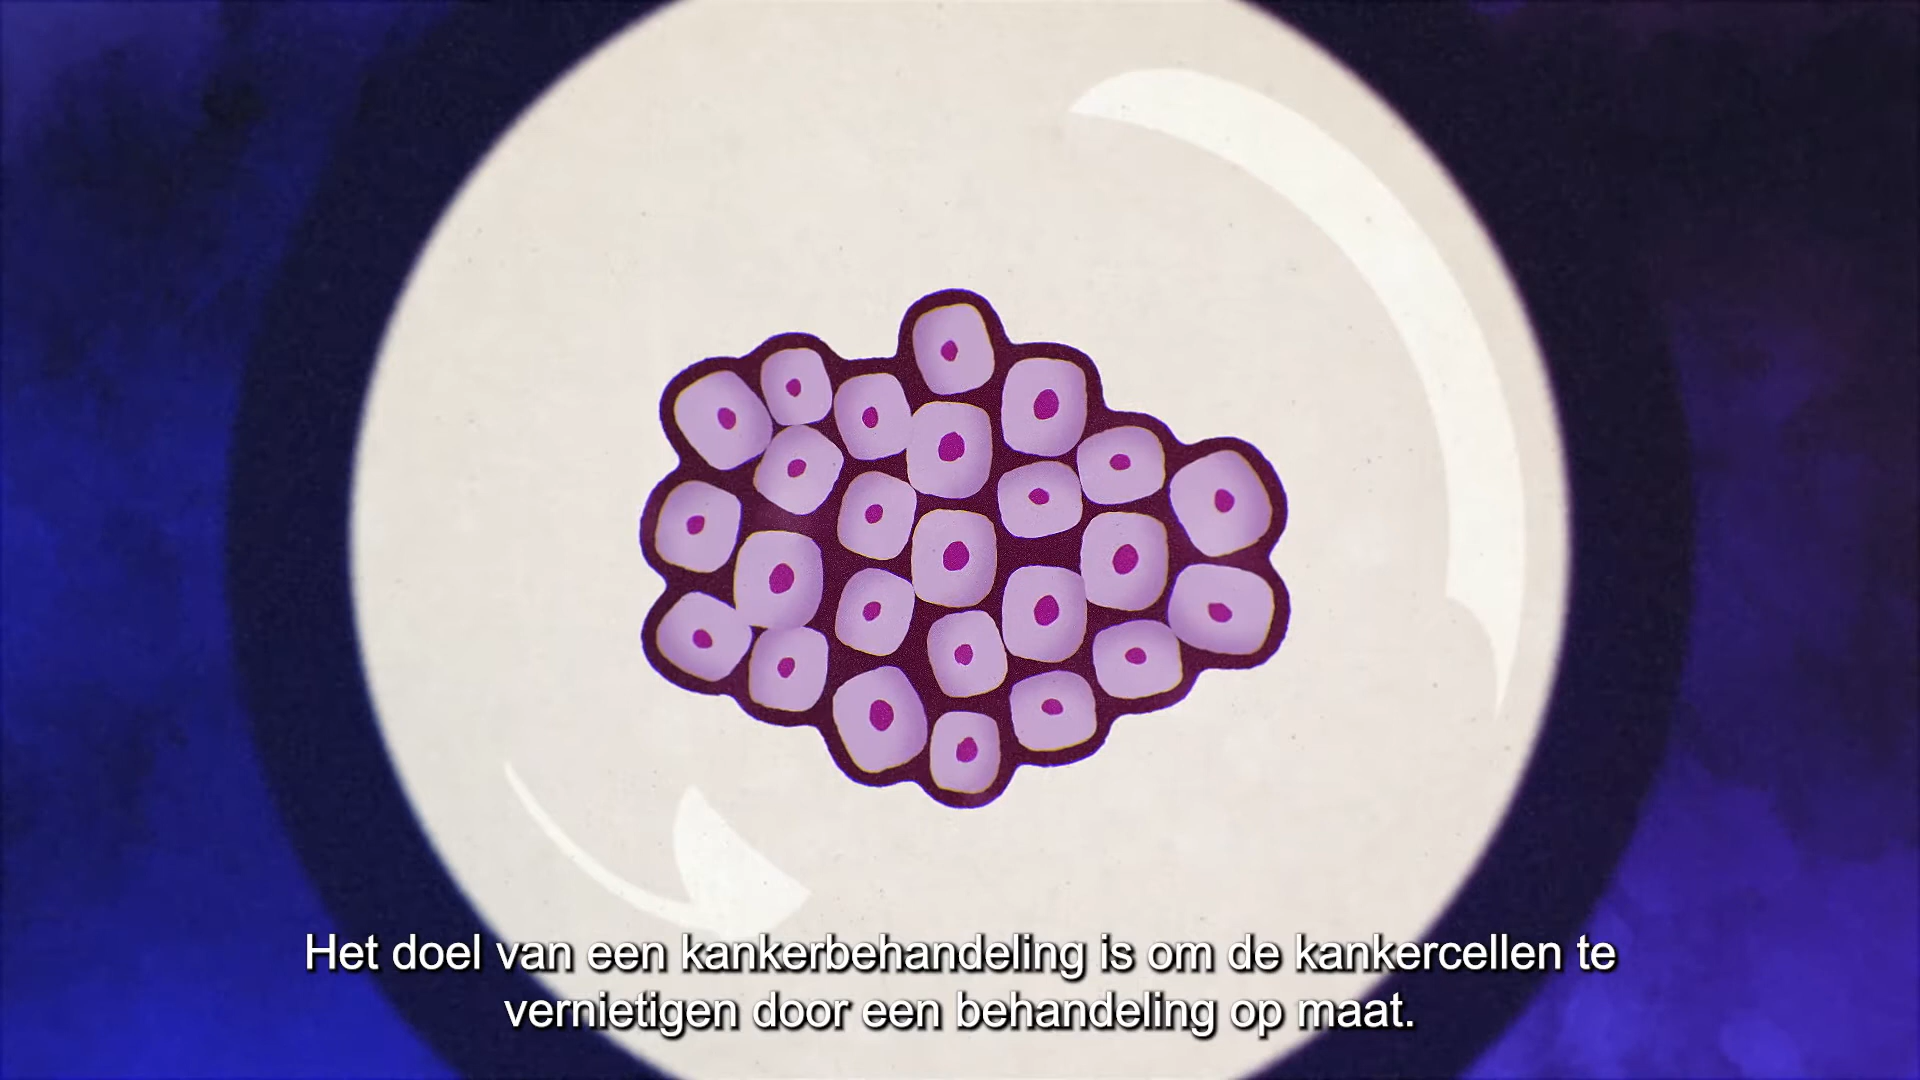 Het doel van een kankerbehandeling is om de kankercellen te
vernietigen door een behandeling op maat.